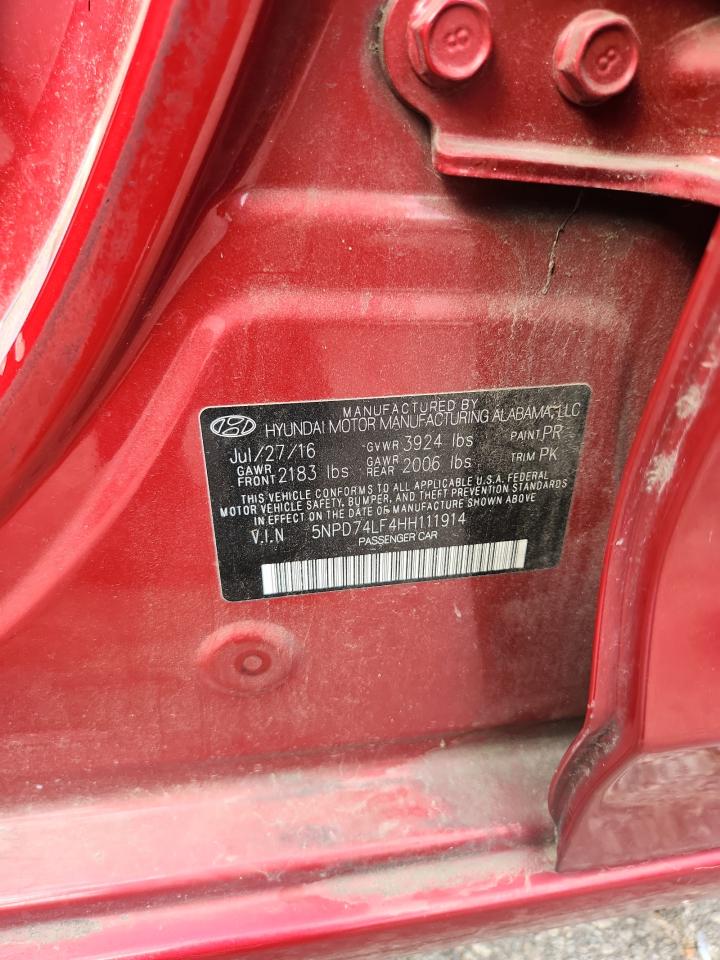 8 8
MANUFACTURED BY
HYUNDAI MOTOR MANUFACTURING ALABAMA, LLC
Jul/27/16 GVWR 3924 lbs PAINT PR
GAWR FRONT 2183 lbs GAWR REAR 2006 lbs TRIM PK
THIS VEHICLE CONFORMS TO ALL APPLICABLE U.S.A. FEDERAL
MOTOR VEHICLE SAFETY, BUMPER, AND THEFT PREVENTION STANDARDS
IN EFFECT ON THE DATE OF MANUFACTURE SHOWN ABOVE
V.I.N 5NPD74LF4HH111914
PASSENGER CAR